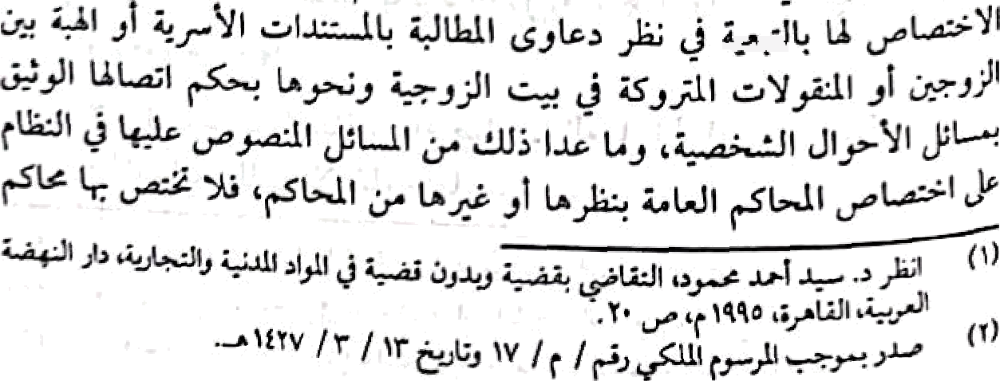 الاختصاص لها بالتبعية في نظر دعاوى المطالبة بالمستندات الأسرية أو الهبة بين
الزوجين أو المنقولات المتروكة في بيت الزوجية ونحوها بحكم اتصالها الوثيق
بمسائل الأحوال الشخصية، وما عدا ذلك من المسائل المنصوص عليها في النظام
على اختصاص المحاكم العامة بنظرها أو غيرها من المحاكم، فلا تختص بها محاكم
(١) انظر د. سيد أحمد محمود، التقاضي بقضية وبدون قضية في المواد المدنية والتجارية، دار النهضة
العربية، القاهرة، ١٩٩٥ م، ص ٢٠.
(٢) صدر بموجب المرسوم الملكي رقم / م / ١٧ وتاريخ ١٣ / ٣ / ١٤٢٧هـ.